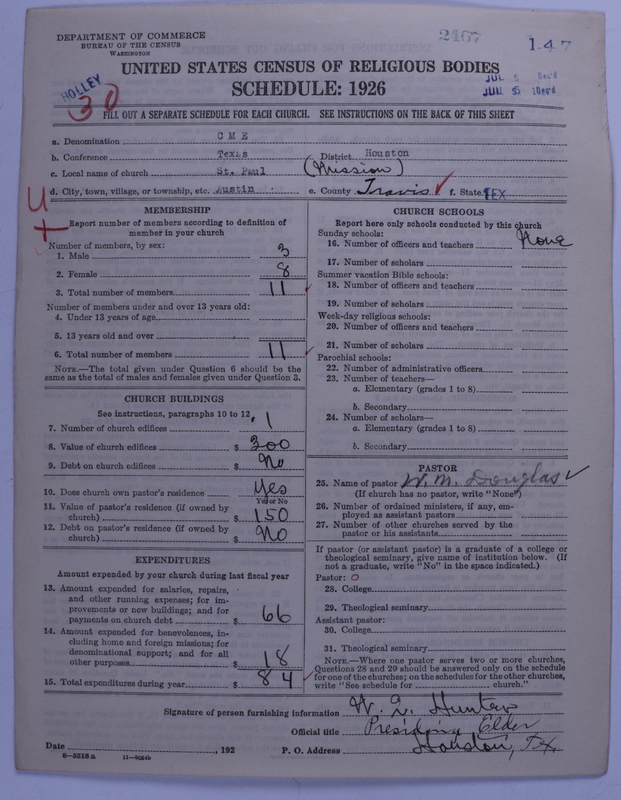 DEPARTMENT OF COMMERCE
BUREAU OF THE CENSUS
WASHINGTON
2467
147
UNITED STATES CENSUS OF RELIGIOUS BODIES
SCHEDULE: 1926
HOLLEY
30
JUL 5 Rec'd
JUL 5 Rec'd
FILL OUT A SEPARATE SCHEDULE FOR EACH CHURCH. SEE INSTRUCTIONS ON THE BACK OF THIS SHEET
a. Denomination C M E
b. Conference Texas District Houston
c. Local name of church St. Paul (Mission)
d. City, town, village, or township, etc. Austin e. County Travis f. State TEX
MEMBERSHIP
Report number of members according to definition of
member in your church
Number of members, by sex:
1. Male 3
2. Female 8
3. Total number of members 11
Number of members under and over 13 years old:
4. Under 13 years of age
5. 13 years old and over
6. Total number of members 11
NOTE.—The total given under Question 6 should be
same as the total of males and females given under Question 3.
CHURCH BUILDINGS
See instructions, paragraphs 10 to 12
7. Number of church edifices 1
8. Value of church edifices $ 300
9. Debt on church edifices $ No
10. Does church own pastor's residence Yes
Yes or No
11. Value of pastor's residence (if owned by
church) $ 150
12. Debt on pastor's residence (if owned by
church) $ No
EXPENDITURES
Amount expended by your church during last fiscal year
13. Amount expended for salaries, repairs,
and other running expenses; for im-
provements or new buildings; and for
payments on church debt $ 66
14. Amount expended for benevolences, in-
cluding home and foreign missions; for
denominational support; and for all
other purposes $ 18
15. Total expenditures during year $ 84
CHURCH SCHOOLS
Report here only schools conducted by this church
Sunday schools:
16. Number of officers and teachers None
17. Number of scholars
Summer vacation Bible schools:
18. Number of officers and teachers
19. Number of scholars
Week-day religious schools:
20. Number of officers and teachers
21. Number of scholars
Parochial schools:
22. Number of administrative officers
23. Number of teachers—
a. Elementary (grades 1 to 8)
b. Secondary
24. Number of scholars—
a. Elementary (grades 1 to 8)
b. Secondary
PASTOR
25. Name of pastor W. M. Douglas
(If church has no pastor, write "None")
26. Number of ordained ministers, if any, em-
ployed as assistant pastors
27. Number of other churches served by the
pastor or his assistants
If pastor (or assistant pastor) is a graduate of a college or
theological seminary, give name of institution below. (If
not a graduate, write "No" in the space indicated.)
Pastor: O
28. College
29. Theological seminary
Assistant pastor:
30. College
31. Theological seminary
NOTE.—Where one pastor serves two or more churches,
Questions 28 and 29 should be answered only on the schedule
for one of the churches; on the schedules for the other churches,
write "See schedule for church."
Signature of person furnishing information W. L. Hunter
Official title Presiding Elder
Date , 192 P. O. Address Houston, Tx.
8-5518a 11-9554b